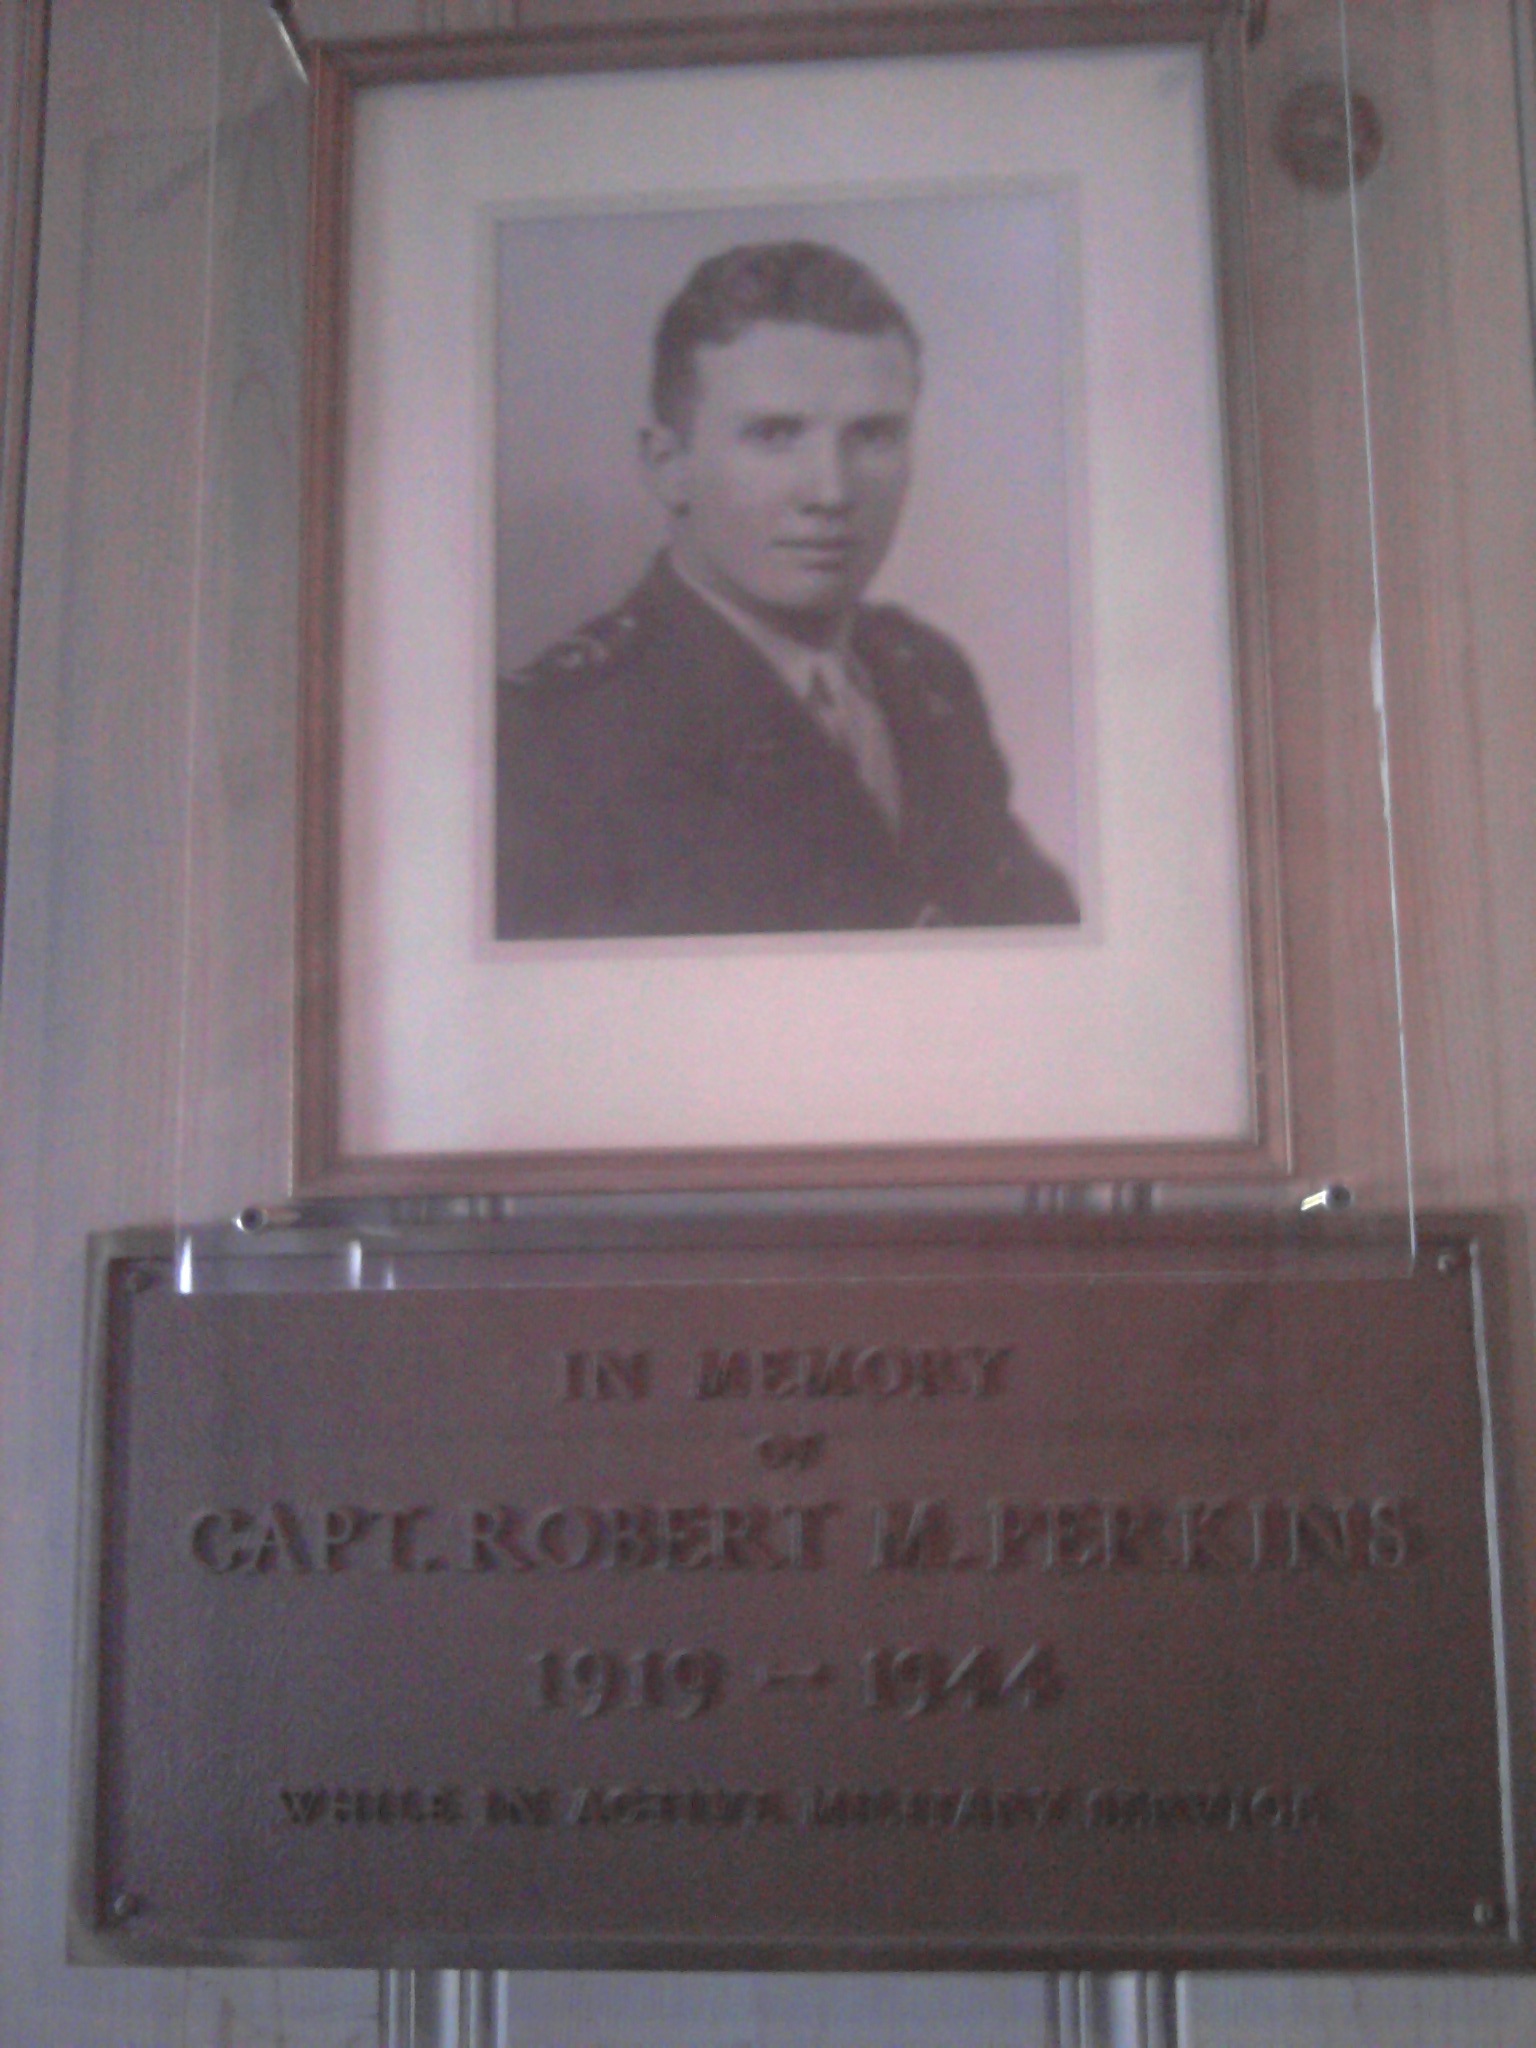 IN MEMORY
OF
CAPT. ROBERT M. PERKINS
1919 – 1944
WHILE IN ACTIVE MILITARY SERVICE